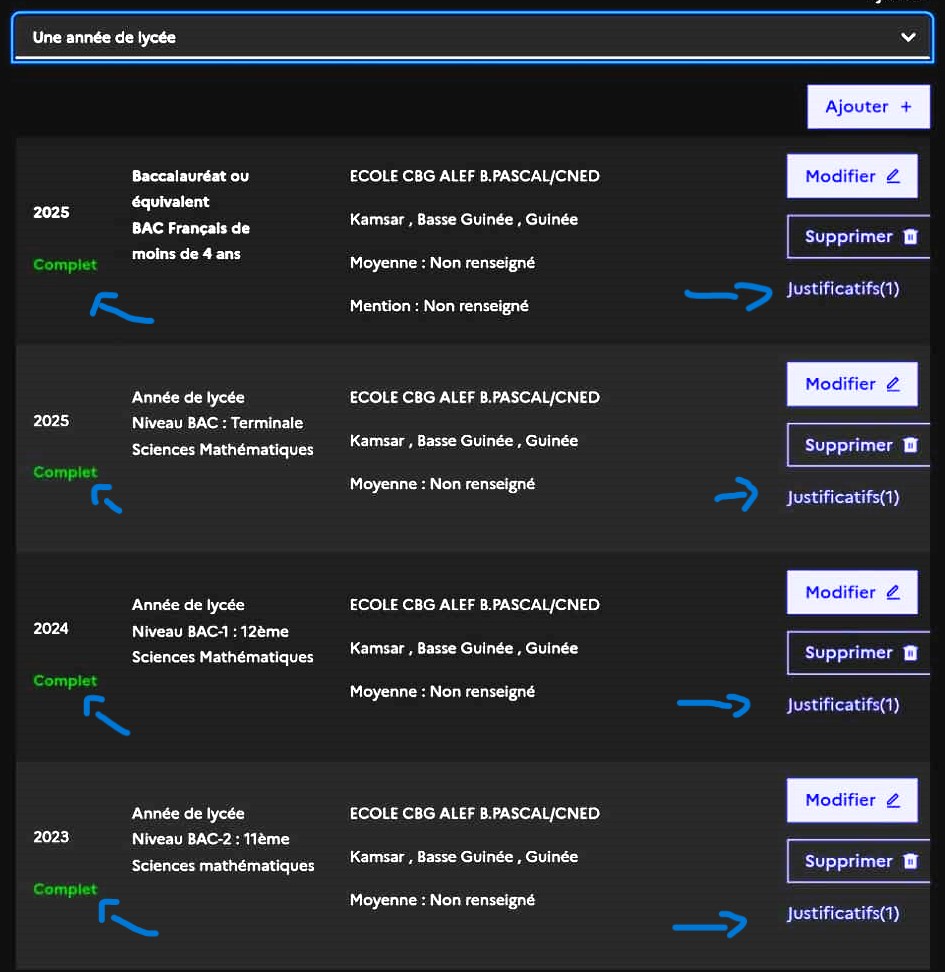 Une année de lycée
Ajouter +
2025
Complet
Baccalauréat ou
équivalent
BAC Français de
moins de 4 ans
ECOLE CBG ALEF B.PASCAL/CNED
Kamsar , Basse Guinée , Guinée
Moyenne : Non renseigné
Mention : Non renseigné
Modifier
Supprimer
Justificatifs(1)
2025
Complet
Année de lycée
Niveau BAC : Terminale
Sciences Mathématiques
ECOLE CBG ALEF B.PASCAL/CNED
Kamsar , Basse Guinée , Guinée
Moyenne : Non renseigné
Modifier
Supprimer
Justificatifs(1)
2024
Complet
Année de lycée
Niveau BAC-1 : 12ème
Sciences Mathématiques
ECOLE CBG ALEF B.PASCAL/CNED
Kamsar , Basse Guinée , Guinée
Moyenne : Non renseigné
Modifier
Supprimer
Justificatifs(1)
2023
Complet
Année de lycée
Niveau BAC-2 : 11ème
Sciences mathématiques
ECOLE CBG ALEF B.PASCAL/CNED
Kamsar , Basse Guinée , Guinée
Moyenne : Non renseigné
Modifier
Supprimer
Justificatifs(1)